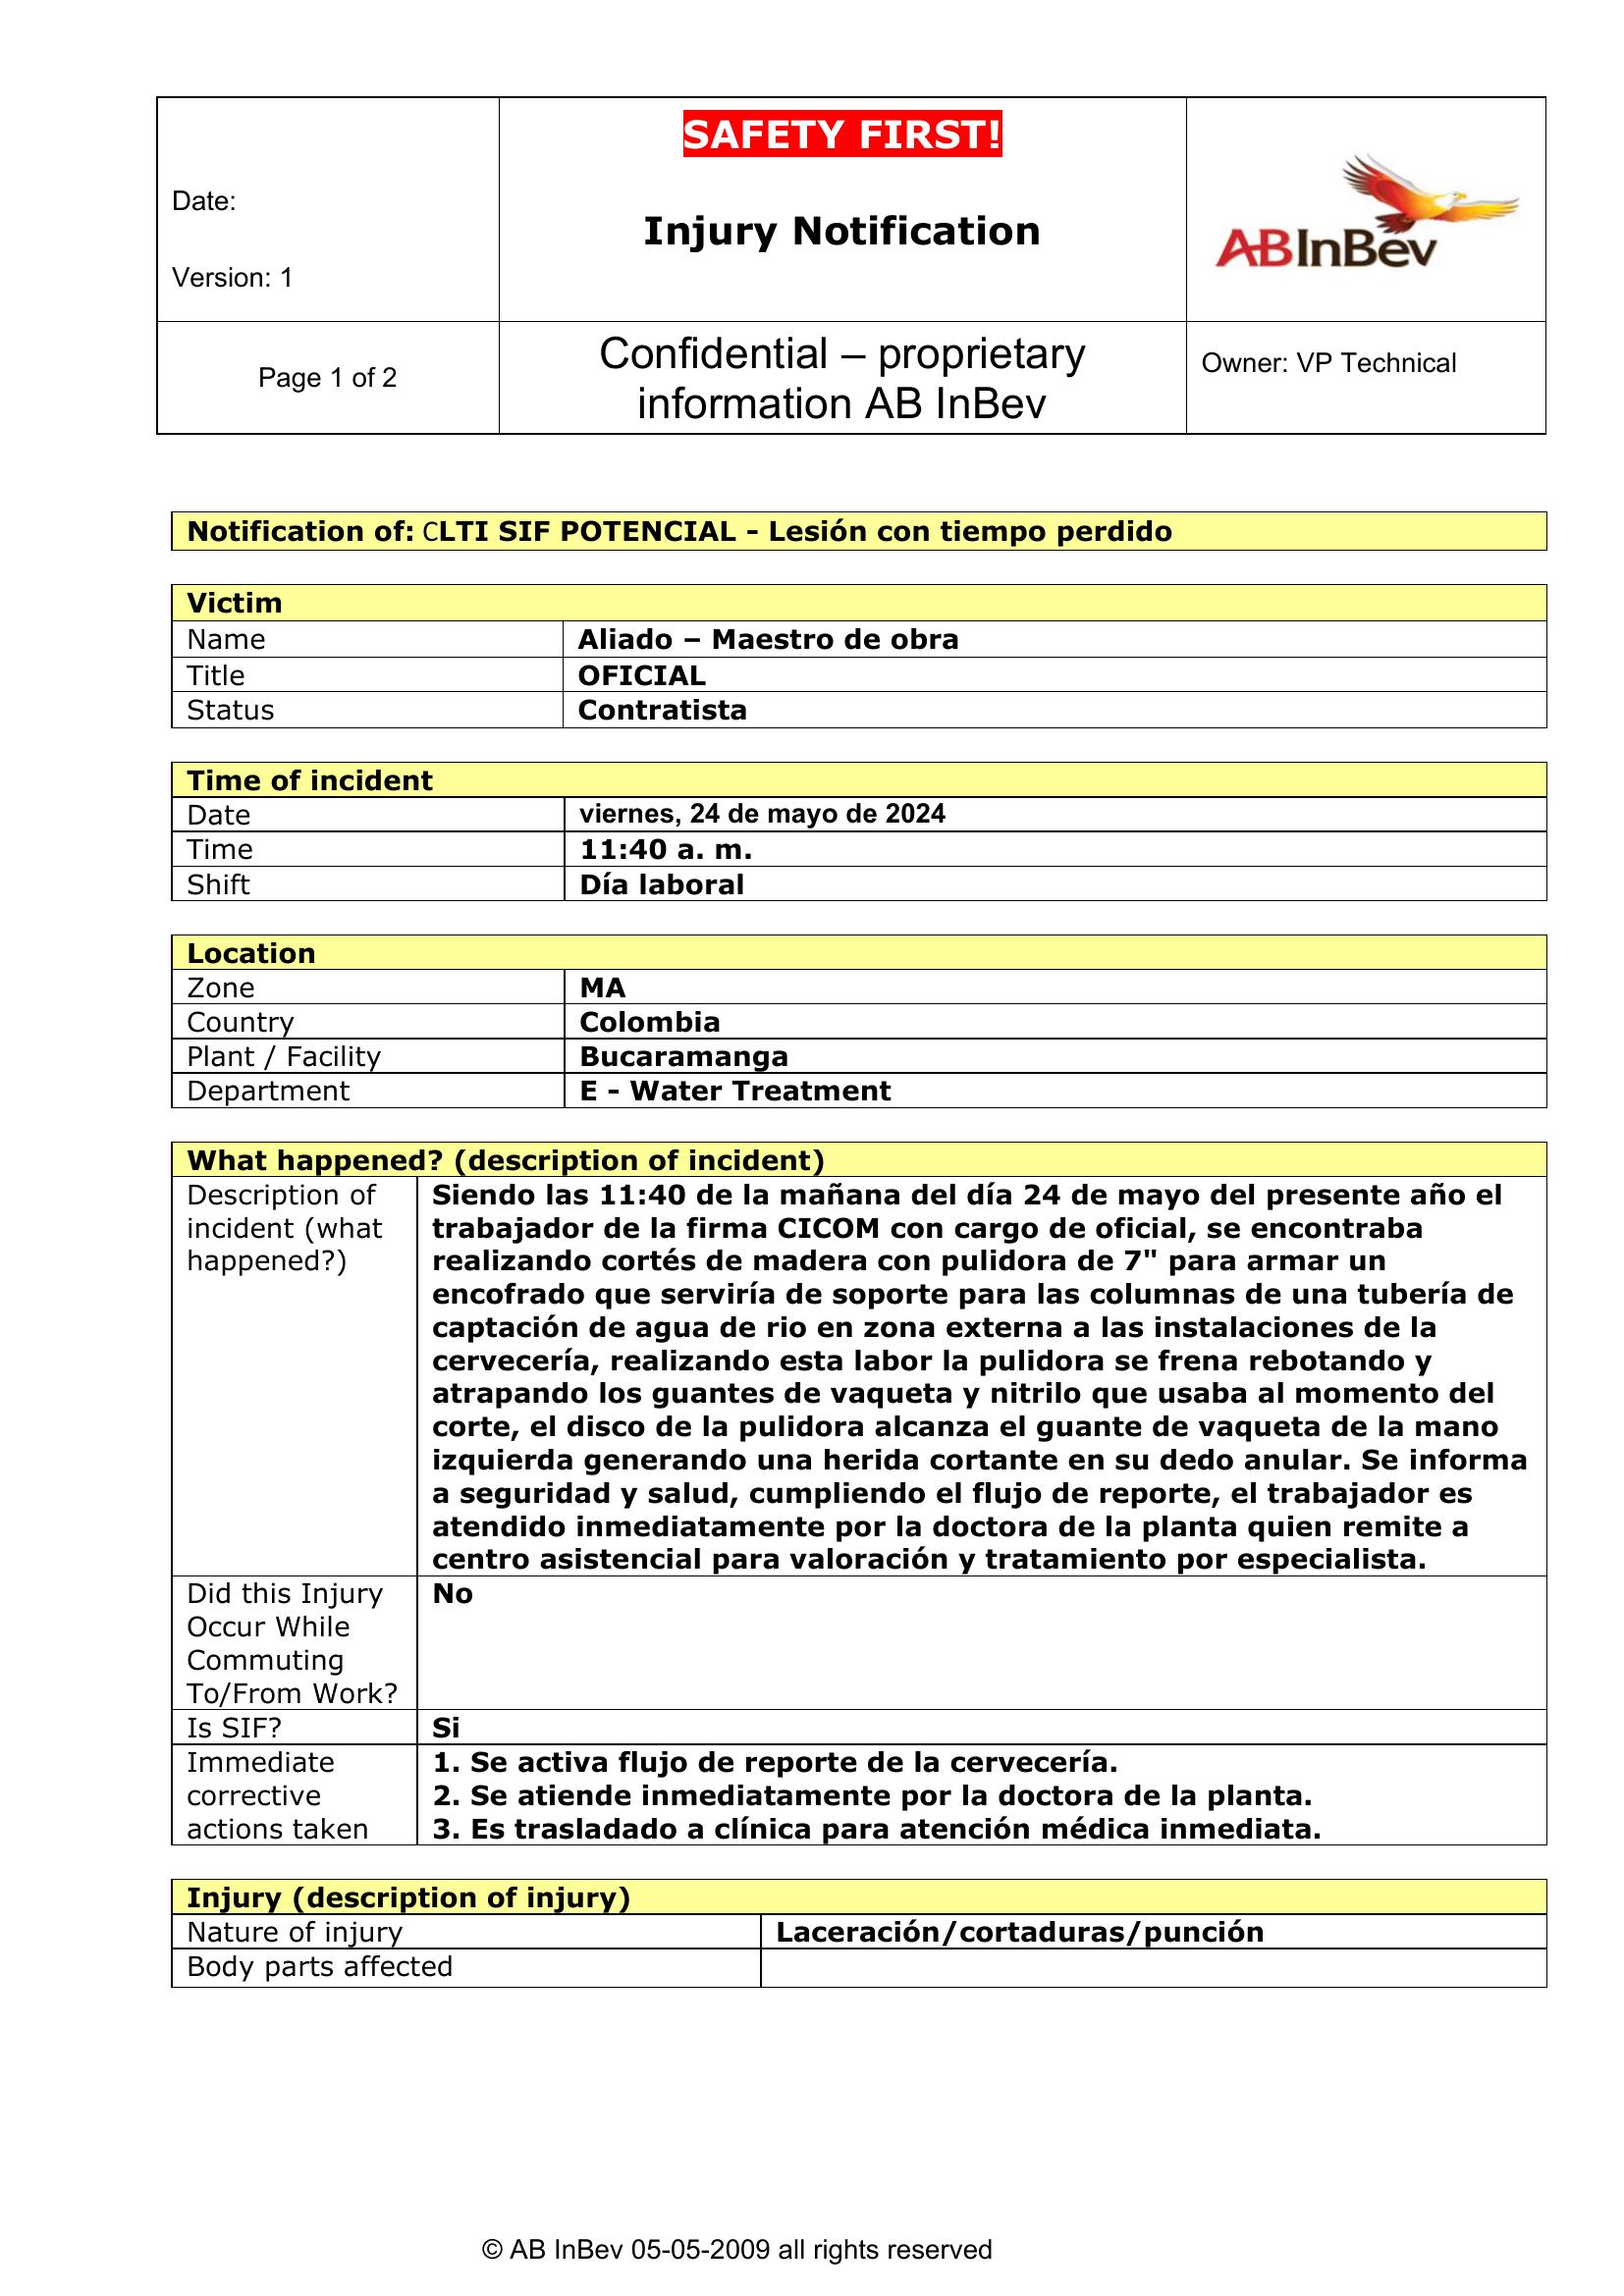 SAFETY FIRST!
Date:
Version: 1
Injury Notification
ABInBev
Page 1 of 2
Confidential – proprietary
information AB InBev
Owner: VP Technical
Notification of: CLTI SIF POTENCIAL - Lesión con tiempo perdido
Victim
Name Aliado – Maestro de obra
Title OFICIAL
Status Contratista
Time of incident
Date viernes, 24 de mayo de 2024
Time 11:40 a. m.
Shift Día laboral
Location
Zone MA
Country Colombia
Plant / Facility Bucaramanga
Department E - Water Treatment
What happened? (description of incident)
Description of
incident (what
happened?)
Siendo las 11:40 de la mañana del día 24 de mayo del presente año el
trabajador de la firma CICOM con cargo de oficial, se encontraba
realizando cortés de madera con pulidora de 7" para armar un
encofrado que serviría de soporte para las columnas de una tubería de
captación de agua de rio en zona externa a las instalaciones de la
cervecería, realizando esta labor la pulidora se frena rebotando y
atrapando los guantes de vaqueta y nitrilo que usaba al momento del
corte, el disco de la pulidora alcanza el guante de vaqueta de la mano
izquierda generando una herida cortante en su dedo anular. Se informa
a seguridad y salud, cumpliendo el flujo de reporte, el trabajador es
atendido inmediatamente por la doctora de la planta quien remite a
centro asistencial para valoración y tratamiento por especialista.
Did this Injury
Occur While
Commuting
To/From Work?
No
Is SIF? Si
Immediate
corrective
actions taken
1. Se activa flujo de reporte de la cervecería.
2. Se atiende inmediatamente por la doctora de la planta.
3. Es trasladado a clínica para atención médica inmediata.
Injury (description of injury)
Nature of injury Laceración/cortaduras/punción
Body parts affected
© AB InBev 05-05-2009 all rights reserved